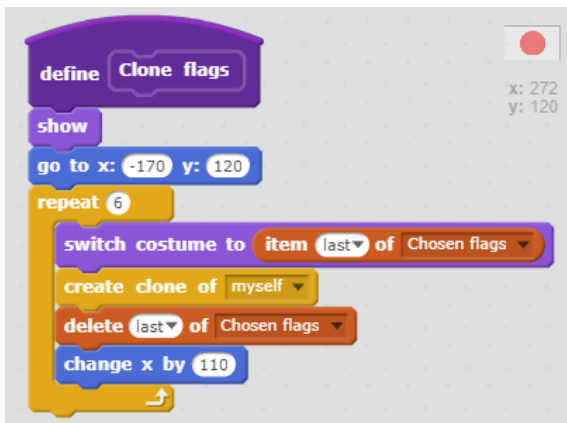 define Clone flags
x: 272
y: 120
show
go to x: -170 y: 120
repeat 6
switch costume to item last of Chosen flags
create clone of myself
delete last of Chosen flags
change x by 110